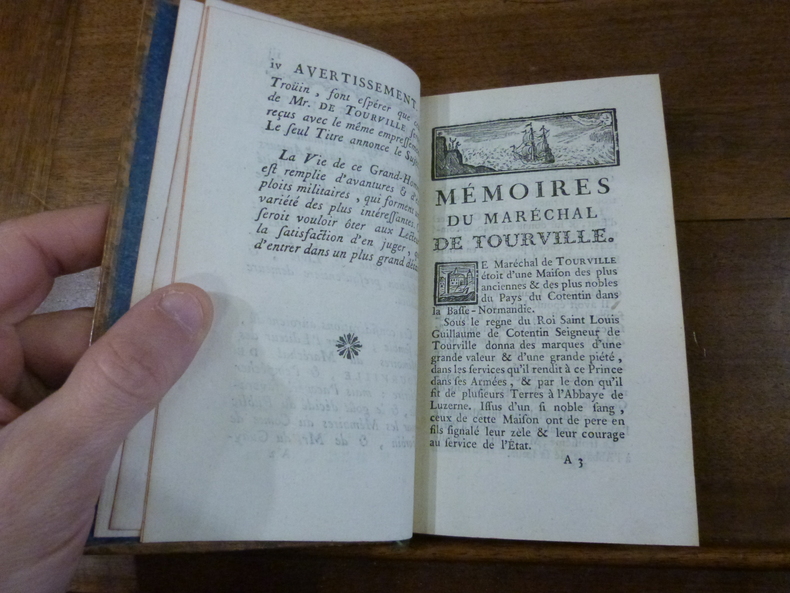 iv AVERTISSEMENT.
Troüin, font eſpérer que
de Mr. DE TOURVILLE
reçus avec le même empreſſem
Le ſeul Titre annonce le
La Vie de ce Grand-Hom
eſt remplie d'avantures &
ploits militaires, qui forment
variété des plus intéreſſantes.
ſeroit vouloir ôter aux Lecte
la ſatisfaction d'en juger,
d'entrer dans un plus grand déta
MÉMOIRES
DU MARÉCHAL
DE TOURVILLE.
LE Maréchal de TOURVILLE
étoit d'une Maiſon des plus
anciennes & des plus nobles
du Pays du Cotentin dans
la Baſſe-Normandie.
Sous le regne du Roi Saint Louis
Guillaume de Cotentin Seigneur de
Tourville donna des marques d'une
grande valeur & d'une grande piété,
dans les ſervices qu'il rendit à ce Prince
dans ſes Armées, & par le don qu'il
fit de pluſieurs Terres à l'Abbaye de
Luzerne. Iſſus d'un ſi noble ſang,
ceux de cette Maiſon ont de pere en
fils ſignalé leur zèle & leur courage
au ſervice de l'État.
A 3